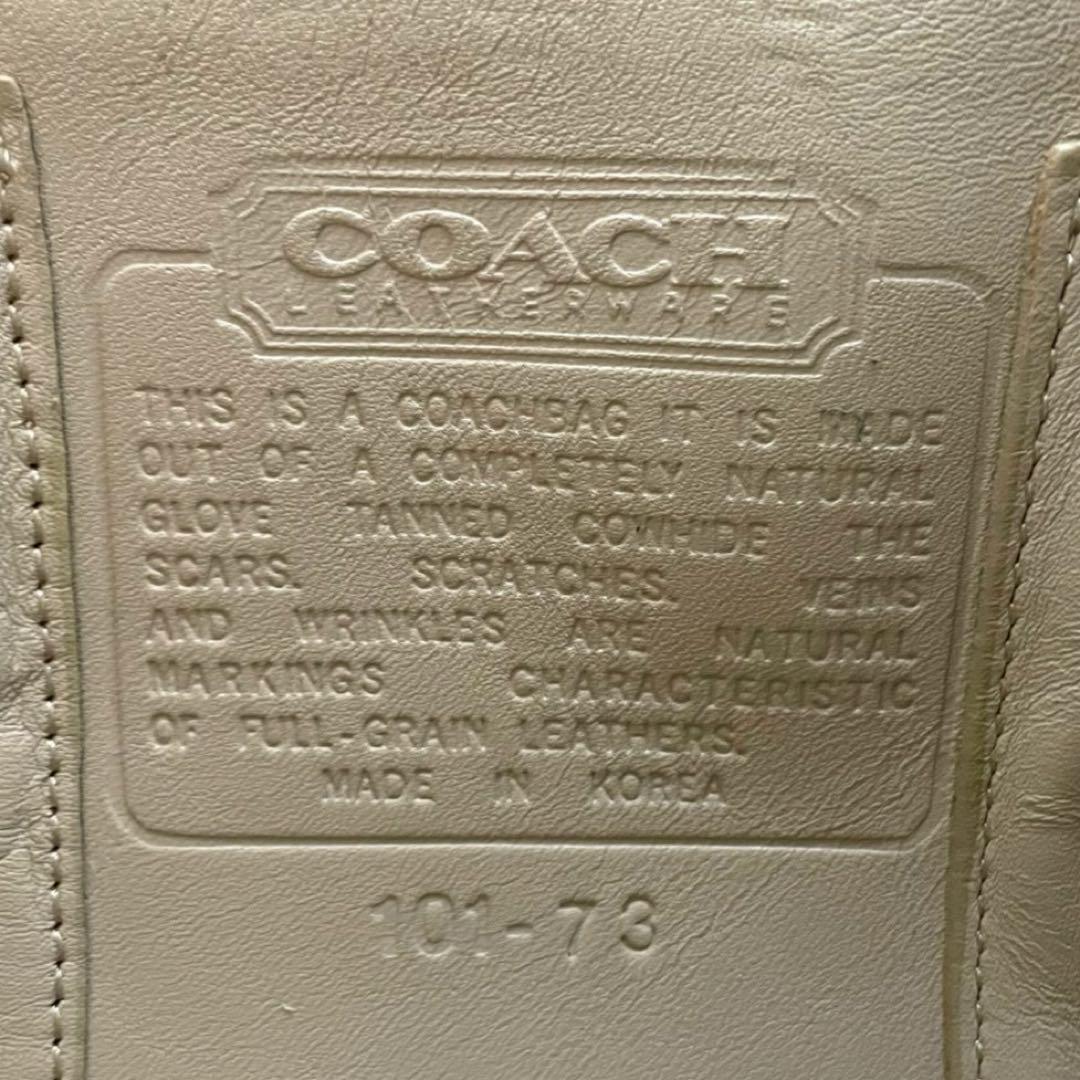 COACH
LEATHERWARE
THIS IS A COACHBAG IT IS MADE
OUT OF A COMPLETELY NATURAL
GLOVE TANNED COWHIDE THE
SCARS. SCRATCHES. VEINS
AND WRINKLES ARE NATURAL
MARKINGS CHARACTERISTIC
OF FULL-GRAIN LEATHERS.
MADE IN KOREA
101-73